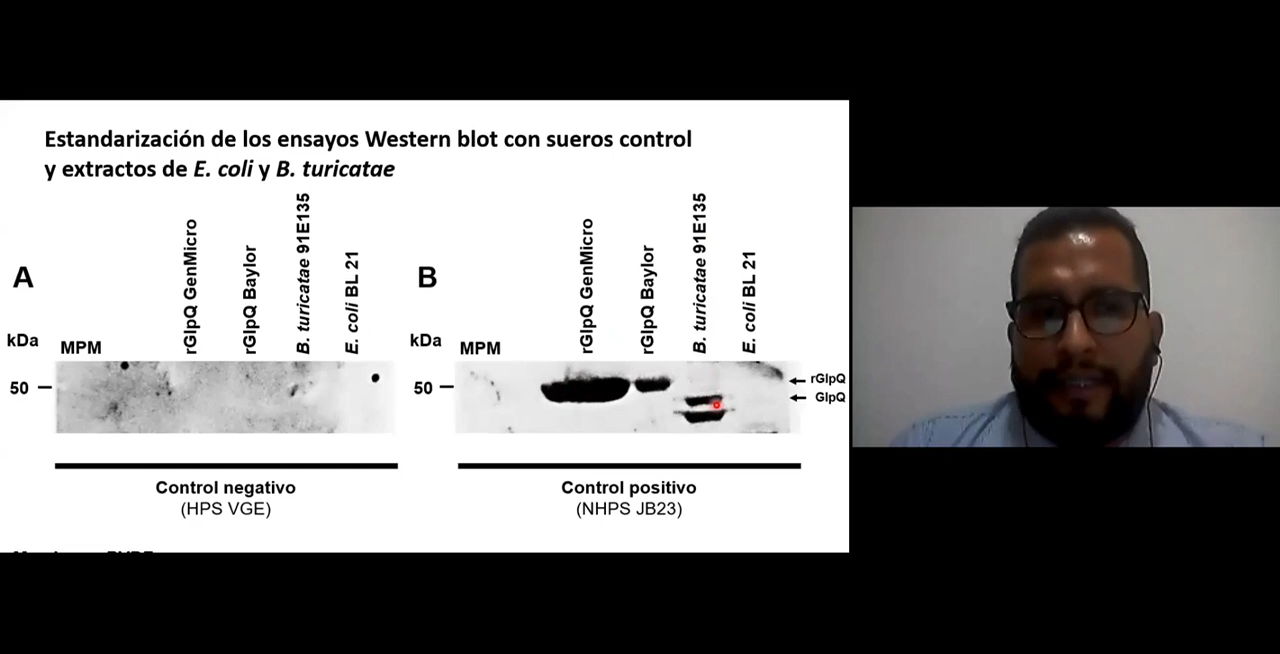 Estandarización de los ensayos Western blot con sueros control
y extractos de E. coli y B. turicatae
A
kDa
MPM
rGlpQ GenMicro
rGlpQ Baylor
B. turicatae 91E135
E. coli BL 21
50
Control negativo
(HPS VGE)
B
kDa
MPM
rGlpQ GenMicro
rGlpQ Baylor
B. turicatae 91E135
E. coli BL 21
50
rGlpQ
GlpQ
Control positivo
(NHPS JB23)